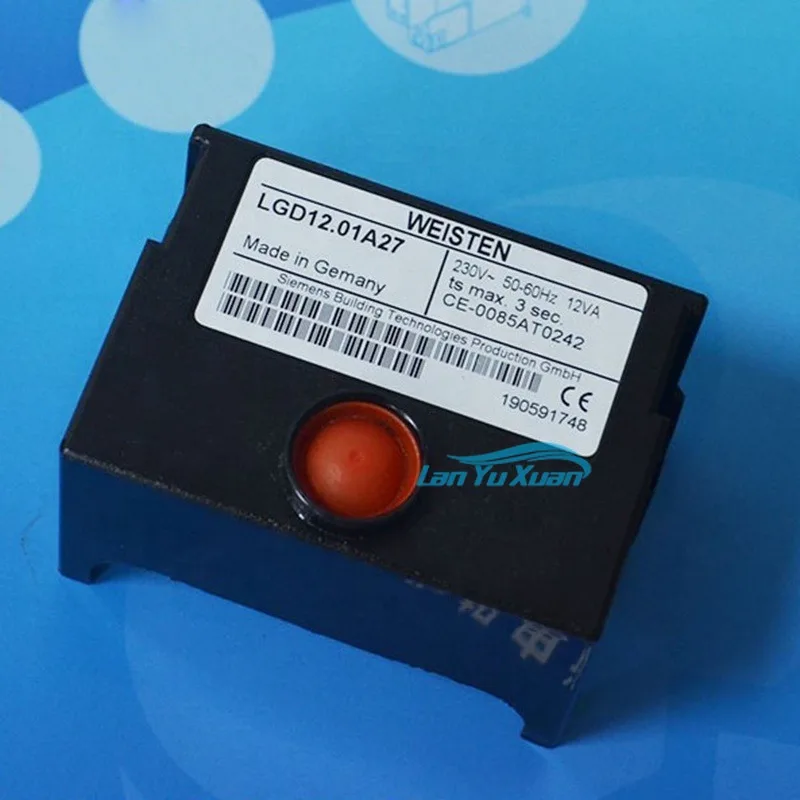 WEISTEN
LGD12.01A27
Made in Gemany
230V~ 50-60Hz 12VA
ts max. 3 sec.
CE-0085AT0242
Siemens Building Technologies Production GmbH
CE
190591748
Lan Yu Xuan